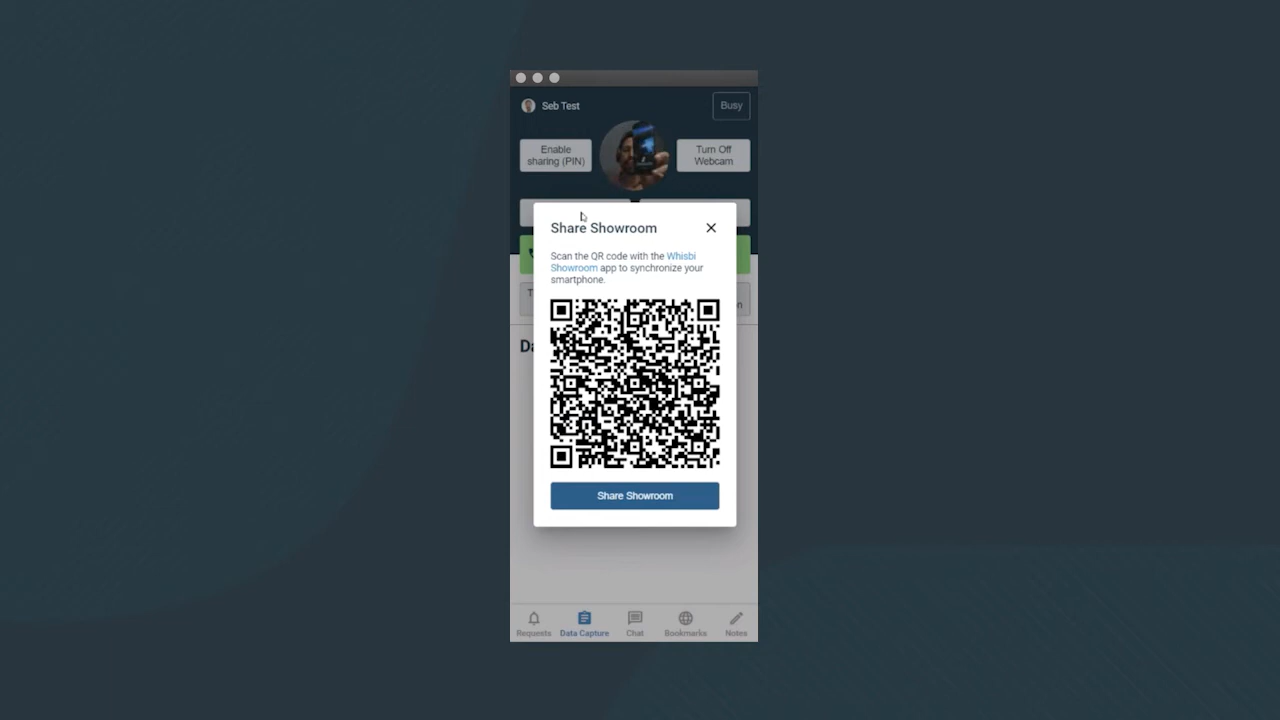 Seb Test
Busy
Enable
sharing (PIN)
Turn Off
Webcam
Share Showroom
Scan the QR code with the Whisbi
Showroom app to synchronize your
smartphone.
Share Showroom
Requests
Data Capture
Chat
Bookmarks
Notes